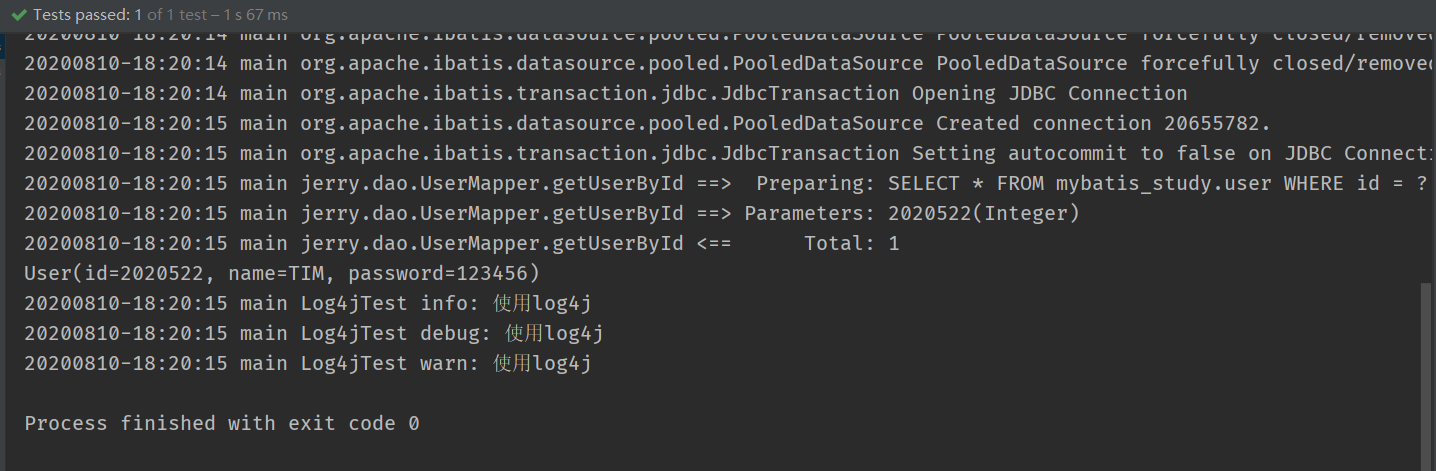 Tests passed: 1 of 1 test – 1 s 67 ms
20200810-18:20:14 main org.apache.ibatis.datasource.pooled.PooledDataSource PooledDataSource forcefully closed/removed
20200810-18:20:14 main org.apache.ibatis.datasource.pooled.PooledDataSource PooledDataSource forcefully closed/removed
20200810-18:20:14 main org.apache.ibatis.transaction.jdbc.JdbcTransaction Opening JDBC Connection
20200810-18:20:15 main org.apache.ibatis.datasource.pooled.PooledDataSource Created connection 20655782.
20200810-18:20:15 main org.apache.ibatis.transaction.jdbc.JdbcTransaction Setting autocommit to false on JDBC Connecti
20200810-18:20:15 main jerry.dao.UserMapper.getUserById ==>  Preparing: SELECT * FROM mybatis_study.user WHERE id = ?
20200810-18:20:15 main jerry.dao.UserMapper.getUserById ==> Parameters: 2020522(Integer)
20200810-18:20:15 main jerry.dao.UserMapper.getUserById <==      Total: 1
User(id=2020522, name=TIM, password=123456)
20200810-18:20:15 main Log4jTest info: 使用log4j
20200810-18:20:15 main Log4jTest debug: 使用log4j
20200810-18:20:15 main Log4jTest warn: 使用log4j
Process finished with exit code 0